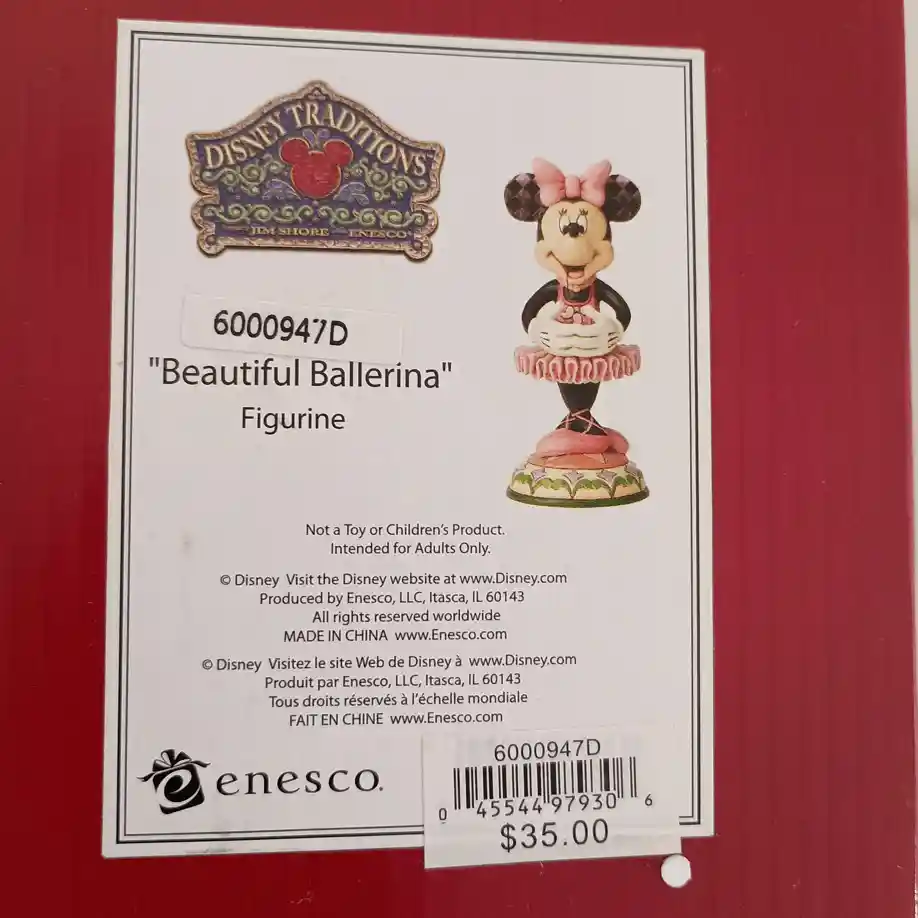 DISNEY TRADITIONS
JIM SHORE ENESCO
6000947D
"Beautiful Ballerina"
Figurine
Not a Toy or Children's Product.
Intended for Adults Only.
© Disney Visit the Disney website at www.Disney.com
Produced by Enesco, LLC, Itasca, IL 60143
All rights reserved worldwide
MADE IN CHINA www.Enesco.com
© Disney Visitez le site Web de Disney à www.Disney.com
Produit par Enesco, LLC, Itasca, IL 60143
Tous droits réservés à l'échelle mondiale
FAIT EN CHINE www.Enesco.com
enesco.
6000947D
0 45544 97930 6
$35.00